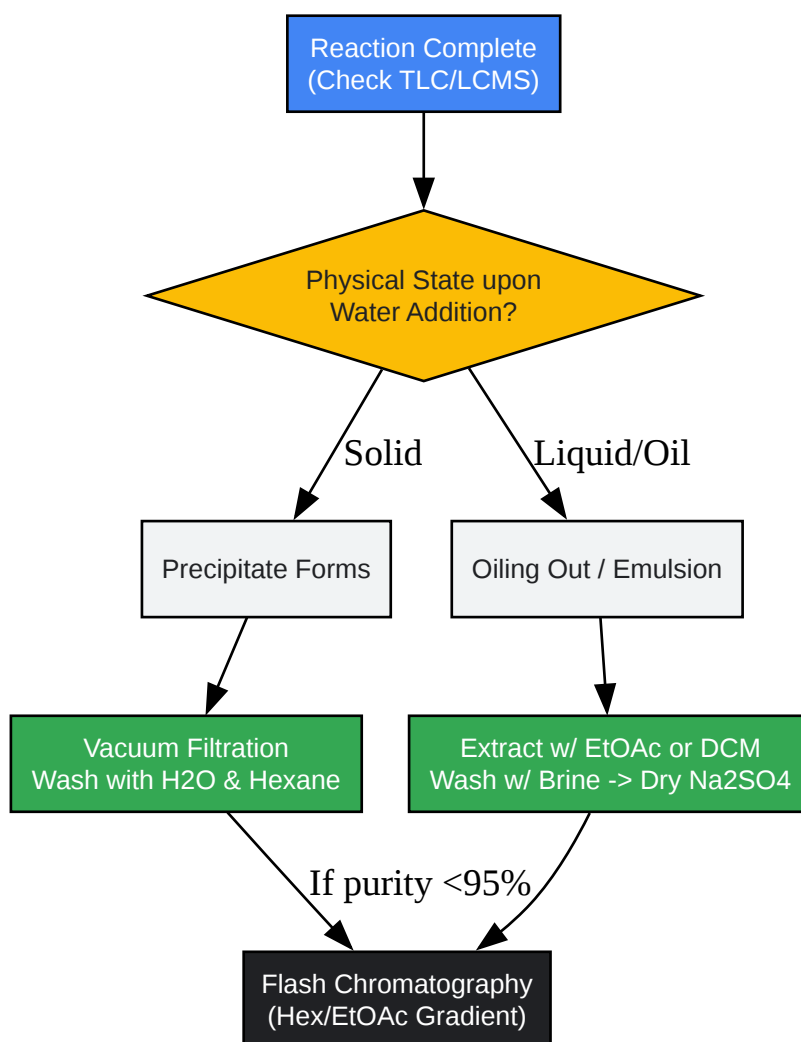 Reaction Complete
(Check TLC/LCMS)
Physical State upon
Water Addition?
Solid
Liquid/Oil
Precipitate Forms
Oiling Out / Emulsion
Vacuum Filtration
Wash with H2O & Hexane
Extract w/ EtOAc or DCM
Wash w/ Brine -> Dry Na2SO4
If purity <95%
Flash Chromatography
(Hex/EtOAc Gradient)